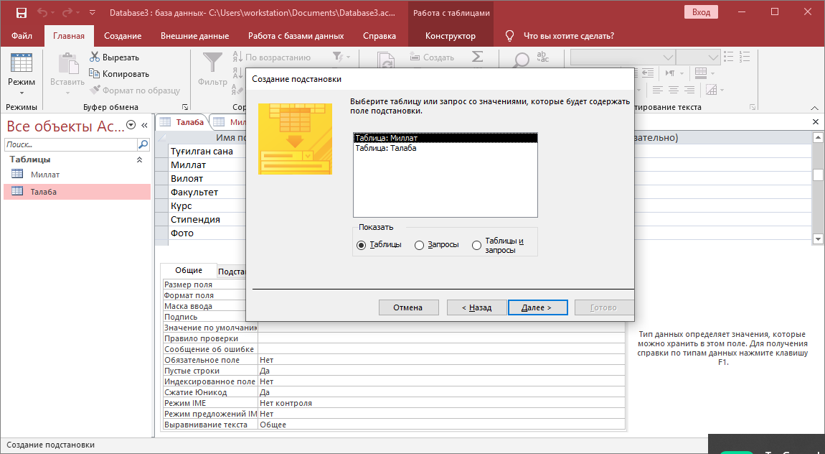 Database3 : база данных- C:\Users\workstation\Documents\Database3.ac...
Работа с таблицами
Вход
Файл Главная Создание Внешние данные Работа с базами данных Справка Конструктор Что вы хотите сделать?
Режим
Вставить
Вырезать
Копировать
Формат по образцу
Фильтр
По возрастанию
Создать
Режимы
Буфер обмена
Сор
тирование текста
Все объекты Ac...
Поиск...
Таблицы
Миллат
Талаба
Талаба
Мил
Имя по
вательно)
Туғилган сана
Миллат
Вилоят
Факультет
Курс
Стипендия
Фото
Создание подстановки
Выберите таблицу или запрос со значениями, которые будет содержать
поле подстановки.
Таблица: Миллат
Таблица: Талаба
Показать
Таблицы
Запросы
Таблицы и
запросы
Отмена
< Назад
Далее >
Готово
Общие
Подста
Размер поля
Формат поля
Маска ввода
Подпись
Значение по умолчани
Правило проверки
Сообщение об ошибке
Обязательное поле Нет
Пустые строки Да
Индексированное поле Нет
Сжатие Юникод Да
Режим IME Нет контроля
Режим предложений IM Нет
Выравнивание текста Общее
Тип данных определяет значения, которые
можно хранить в этом поле. Для получения
справки по типам данных нажмите клавишу
F1.
Создание подстановки